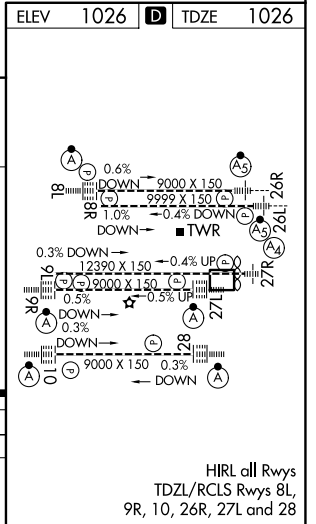 ELEV 1026 D TDZE 1026
A P 0.6% A5
DOWN → 9000 X 150
8L 26R
8R P 9999 X 150 P 26L
1.0% ←0.4% DOWN P
DOWN → TWR A5
A4
0.3% DOWN →
12390 X 150 ←0.4% UP P
9L 27R
P P 9000 X 150 P
9R 0.5% ←0.5% UP 27L
A DOWN → A
0.3%
DOWN → P 28
10 P 9000 X 150 0.3%
A ← DOWN A
HIRL all Rwys
TDZL/RCLS Rwys 8L,
9R, 10, 26R, 27L and 28